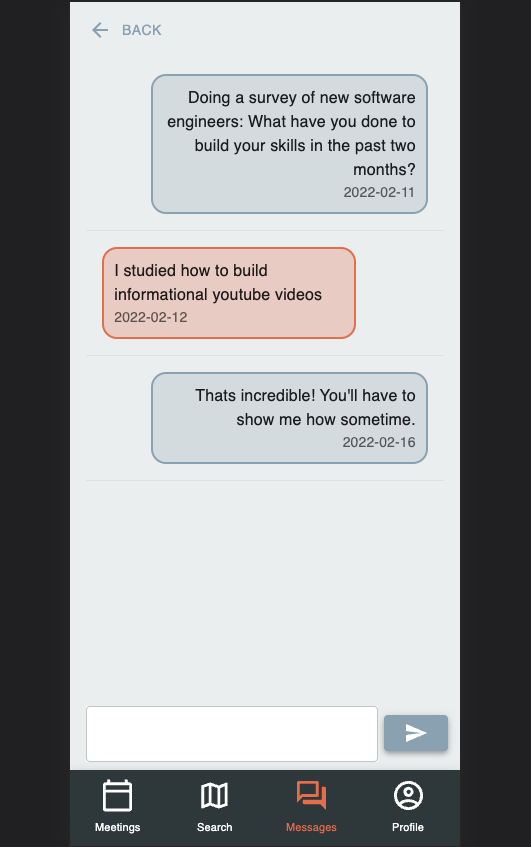 BACK
Doing a survey of new software
engineers: What have you done to
build your skills in the past two
months?
2022-02-11
I studied how to build
informational youtube videos
2022-02-12
Thats incredible! You'll have to
show me how sometime.
2022-02-16
Meetings
Search
Messages
Profile